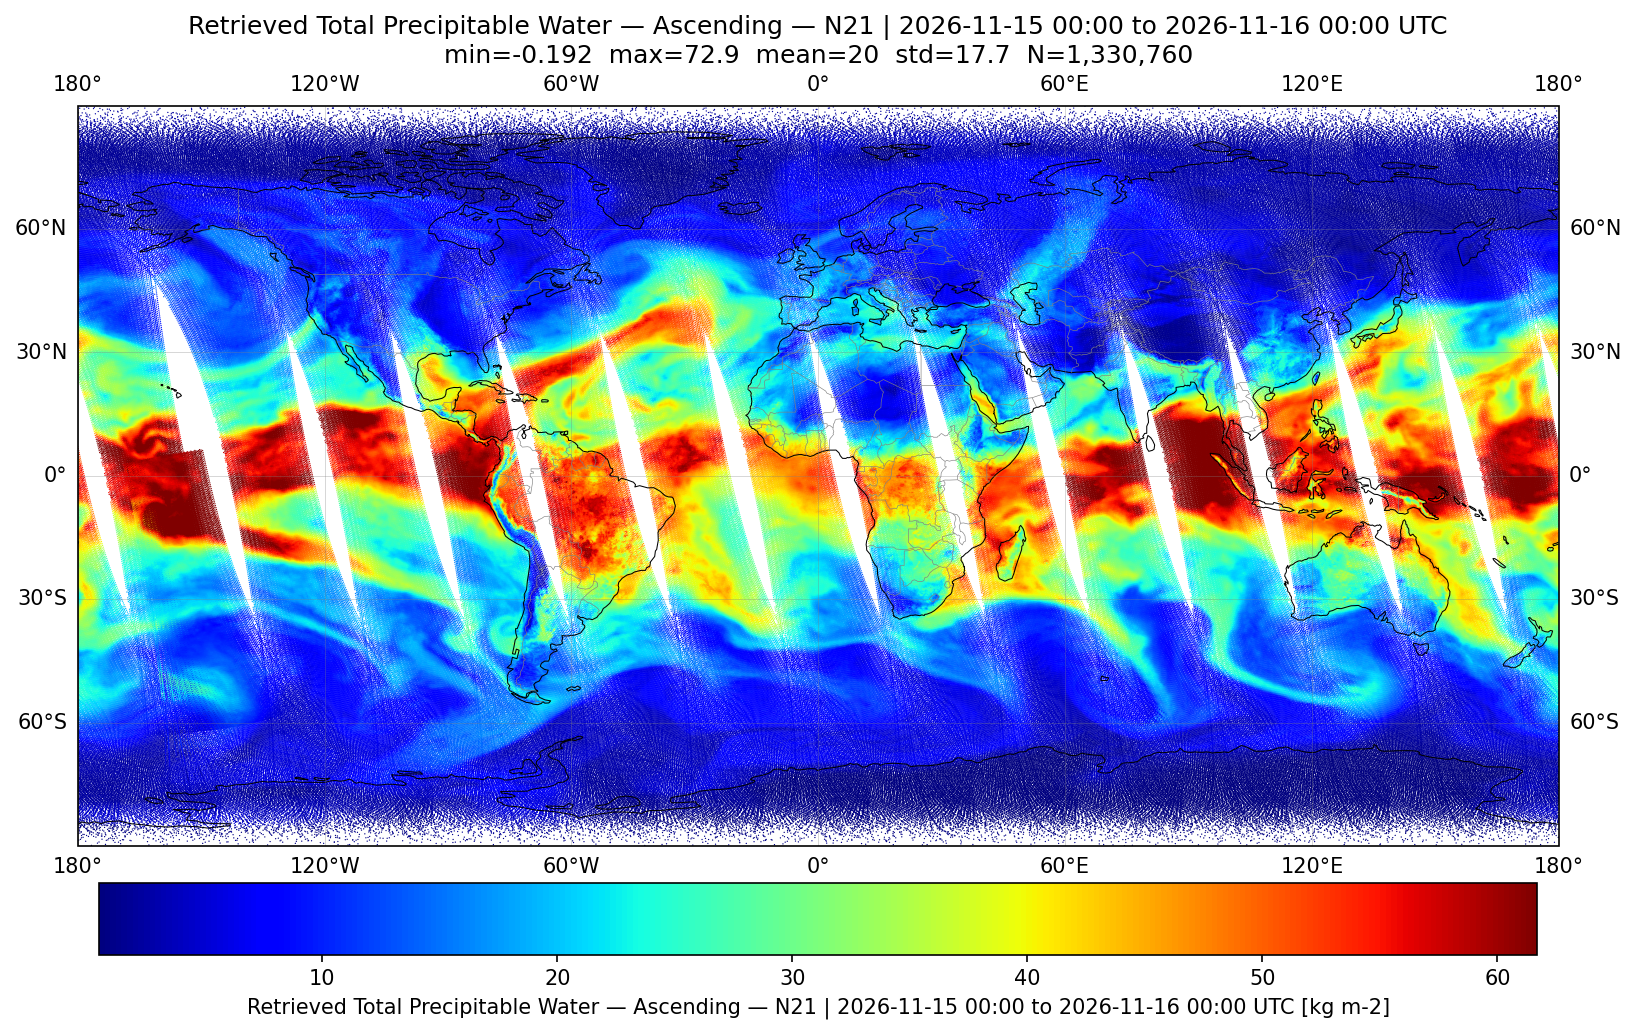 Retrieved Total Precipitable Water — Ascending — N21 | 2026-11-15 00:00 to 2026-11-16 00:00 UTC
min=-0.192 max=72.9 mean=20 std=17.7 N=1,330,760
180° 120°W 60°W 0° 60°E 120°E 180°
60°N 60°N
30°N 30°N
0° 0°
30°S 30°S
60°S 60°S
180° 120°W 60°W 0° 60°E 120°E 180°
10 20 30 40 50 60
Retrieved Total Precipitable Water — Ascending — N21 | 2026-11-15 00:00 to 2026-11-16 00:00 UTC [kg m-2]